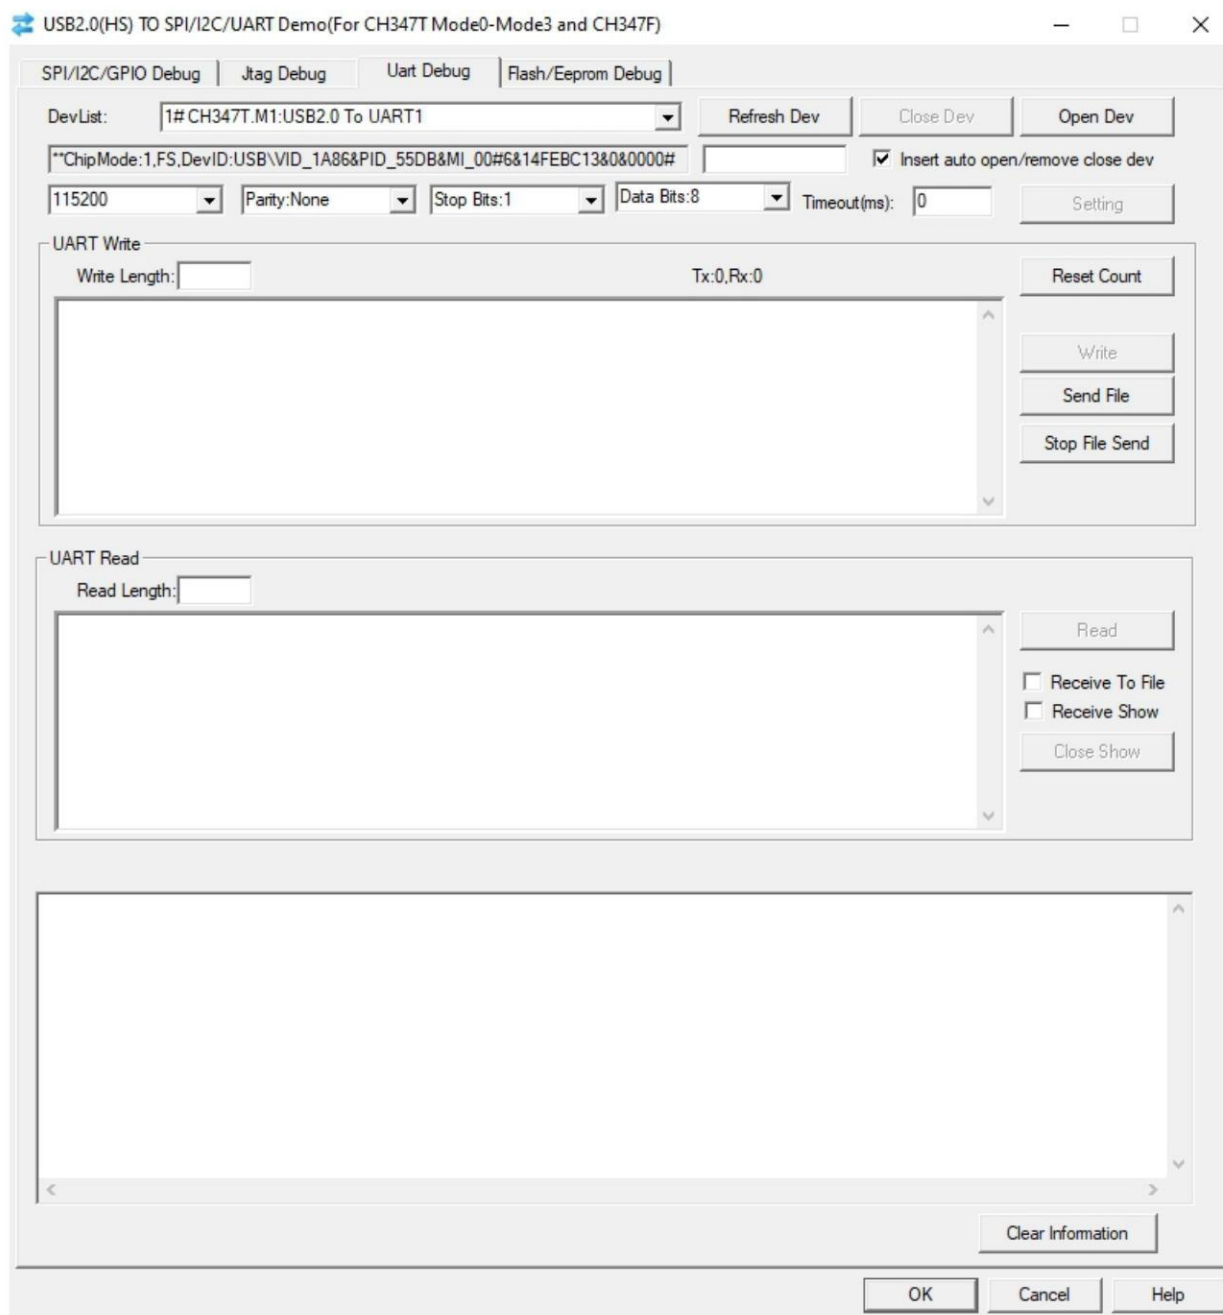 USB2.0(HS) TO SPI/I2C/UART Demo(For CH347T Mode0-Mode3 and CH347F)
SPI/I2C/GPIO Debug Jtag Debug Uart Debug Flash/Eeprom Debug
DevList: 1# CH347T.M1:USB2.0 To UART1 Refresh Dev Close Dev Open Dev
**ChipMode:1,FS,DevID:USB\VID_1A86&PID_55DB&MI_00#6&14FEBC13&0&0000# Insert auto open/remove close dev
115200 Parity:None Stop Bits:1 Data Bits:8 Timeout(ms): 0 Setting
UART Write
Write Length: Tx:0,Rx:0 Reset Count
Write
Send File
Stop File Send
UART Read
Read Length:
Read
Receive To File
Receive Show
Close Show
Clear Information
OK Cancel Help